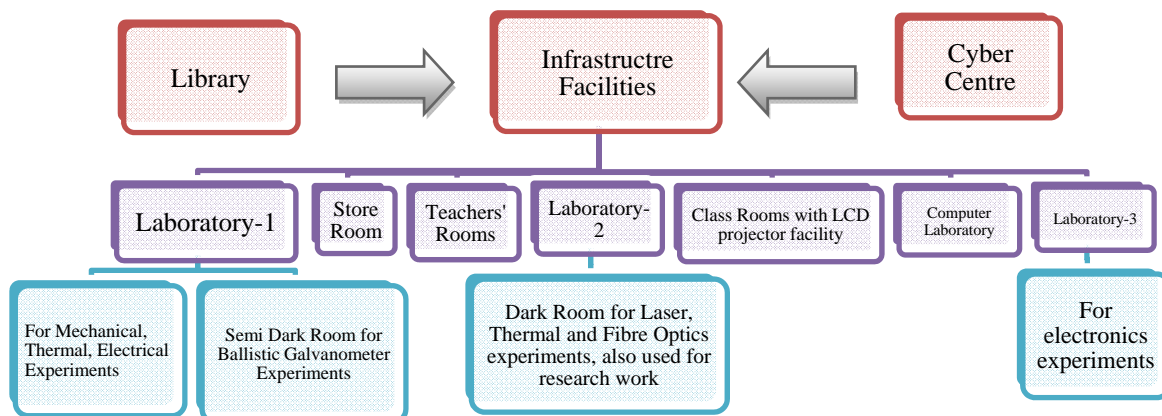 Library
Infrastructre
Facilities
Cyber
Centre
Laboratory-1
Store
Room
Teachers'
Rooms
Laboratory-
2
Class Rooms with LCD
projector facility
Computer
Laboratory
Laboratory-3
For Mechanical,
Thermal, Electrical
Experiments
Semi Dark Room for
Ballistic Galvanometer
Experiments
Dark Room for Laser,
Thermal and Fibre Optics
experiments, also used for
research work
For
electronics
experiments